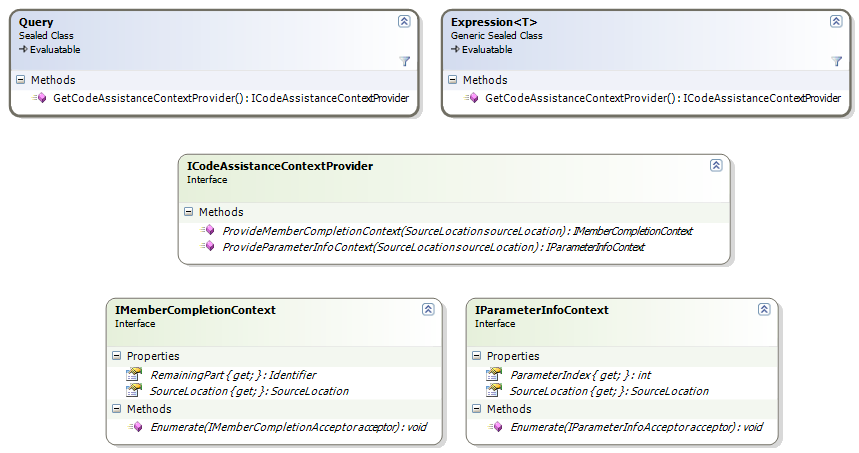 Query
Sealed Class
Evaluatable
Methods
GetCodeAssistanceContextProvider() : ICodeAssistanceContextProvider
Expression<T>
Generic Sealed Class
Evaluatable
Methods
GetCodeAssistanceContextProvider() : ICodeAssistanceContextProvider
ICodeAssistanceContextProvider
Interface
Methods
ProvideMemberCompletionContext(SourceLocation sourceLocation) : IMemberCompletionContext
ProvideParameterInfoContext(SourceLocation sourceLocation) : IParameterInfoContext
IMemberCompletionContext
Interface
Properties
RemainingPart { get; } : Identifier
SourceLocation { get; } : SourceLocation
Methods
Enumerate(IMemberCompletionAcceptor acceptor) : void
IParameterInfoContext
Interface
Properties
ParameterIndex { get; } : int
SourceLocation { get; } : SourceLocation
Methods
Enumerate(IParameterInfoAcceptor acceptor) : void